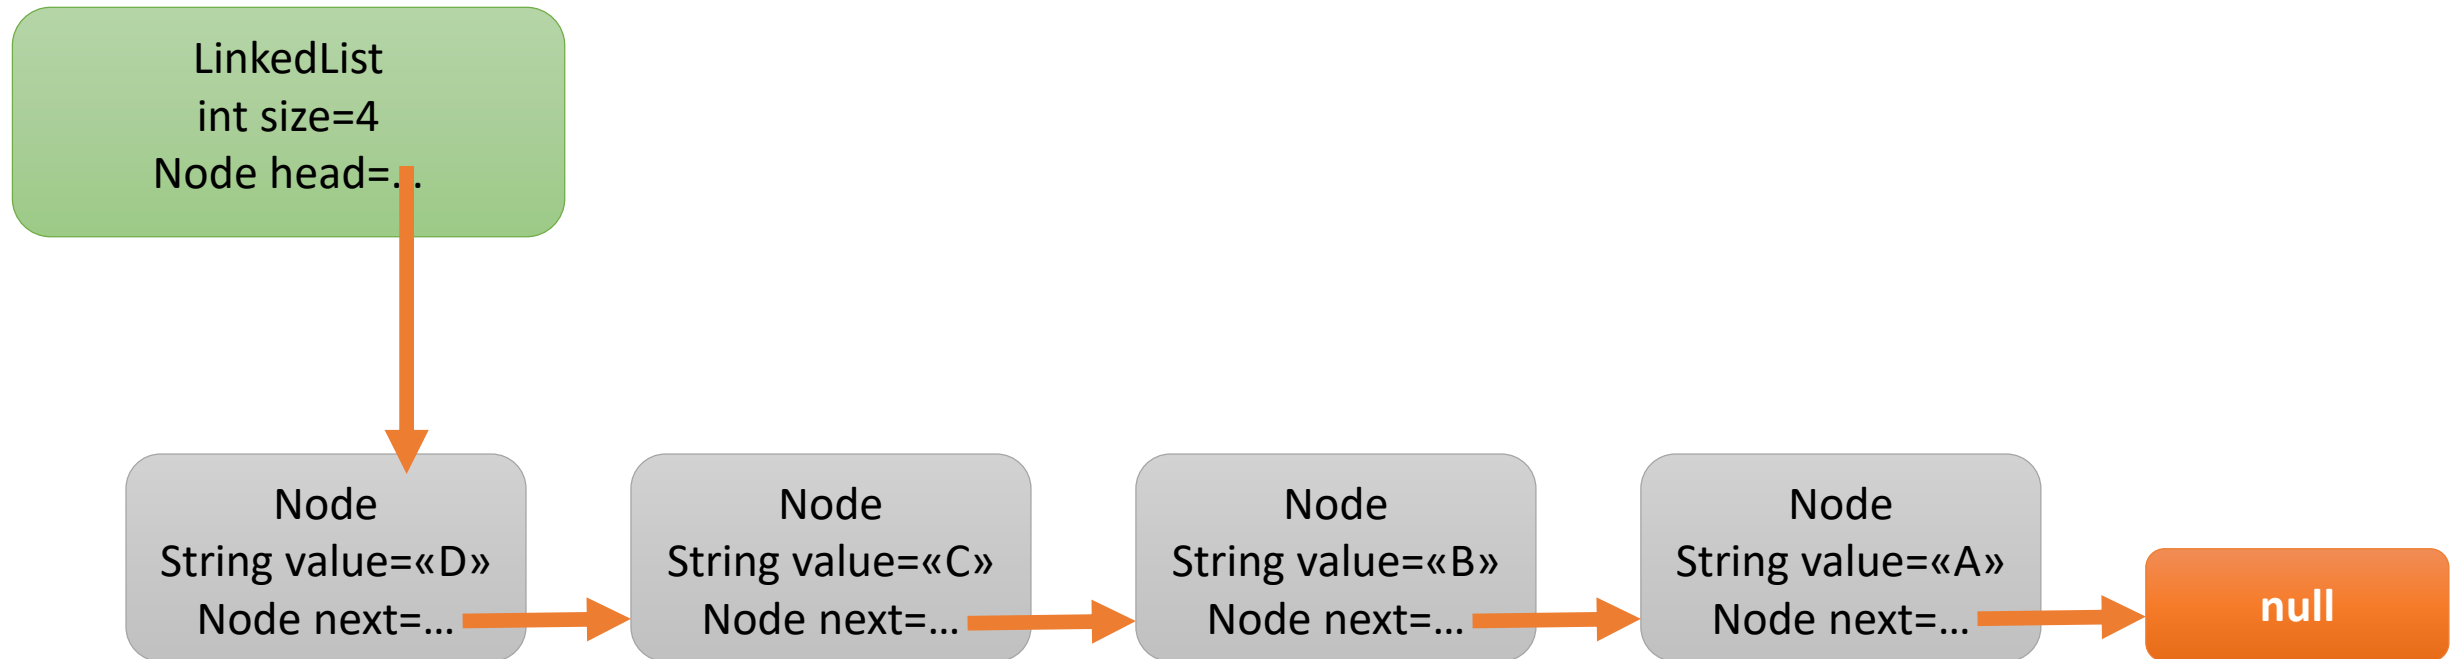 LinkedList
int size=4
Node head=...
Node
String value=«D»
Node next=...
Node
String value=«C»
Node next=...
Node
String value=«B»
Node next=...
Node
String value=«A»
Node next=...
null